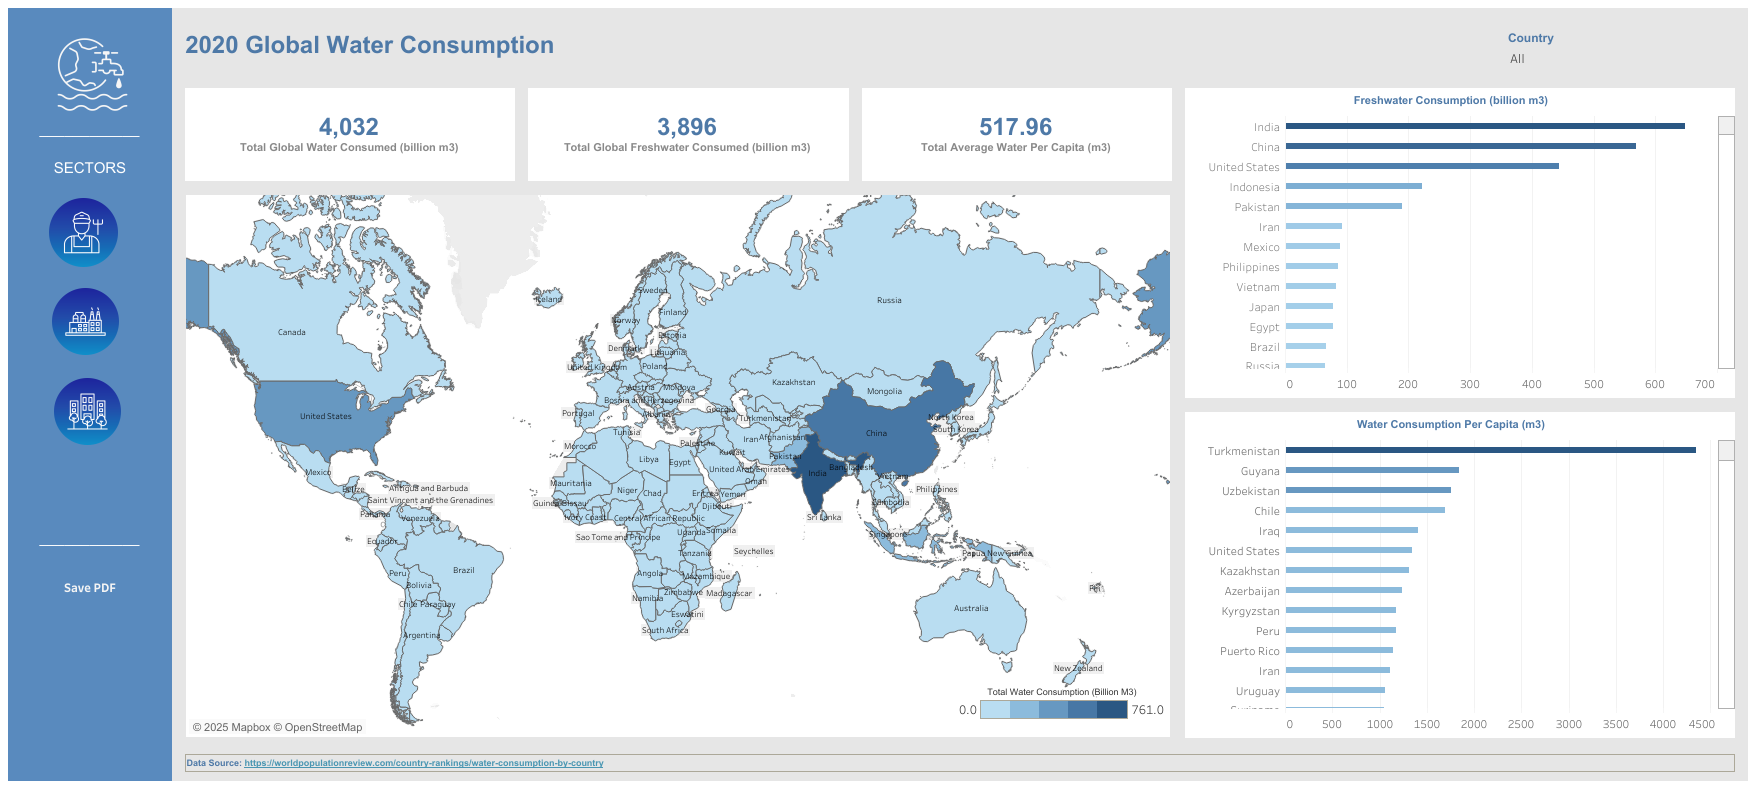 2020 Global Water Consumption
Country
All
SECTORS
Save PDF
4,032
Total Global Water Consumed (billion m3)
3,896
Total Global Freshwater Consumed (billion m3)
517.96
Total Average Water Per Capita (m3)
Iceland
Sweden
Russia
Norway
Finland
Canada
Estonia
Denmark
Lithuania
United Kingdom
Poland
Kazakhstan
Austria
Moldova
Mongolia
Bosnia and Herzegovina
United States
Portugal
Albania
Georgia
Turkmenistan
North Korea
South Korea
China
Tunisia
Morocco
Palestine
Iran
Afghanistan
Libya
Egypt
Kuwait
Pakistan
Mexico
United Arab Emirates
India
Bangladesh
Oman
Vietnam
Mauritania
Belize
Antigua and Barbuda
Niger
Chad
Eritrea
Yemen
Philippines
Saint Vincent and the Grenadines
Guinea-Bissau
Djibouti
Cambodia
Panama
Venezuela
Ivory Coast
Central African Republic
Sri Lanka
Ecuador
Sao Tome and Principe
Uganda
Somalia
Singapore
Tanzania
Seychelles
Papua New Guinea
Peru
Brazil
Angola
Mozambique
Bolivia
Zimbabwe
Madagascar
Fiji
Chile
Paraguay
Namibia
Eswatini
Australia
Argentina
South Africa
New Zealand
Total Water Consumption (Billion M3)
0.0
761.0
© 2025 Mapbox © OpenStreetMap
Freshwater Consumption (billion m3)
India
China
United States
Indonesia
Pakistan
Iran
Mexico
Philippines
Vietnam
Japan
Egypt
Brazil
Russia
0 100 200 300 400 500 600 700
Water Consumption Per Capita (m3)
Turkmenistan
Guyana
Uzbekistan
Chile
Iraq
United States
Kazakhstan
Azerbaijan
Kyrgyzstan
Peru
Puerto Rico
Iran
Uruguay
0 500 1000 1500 2000 2500 3000 3500 4000 4500
Data Source: https://worldpopulationreview.com/country-rankings/water-consumption-by-country